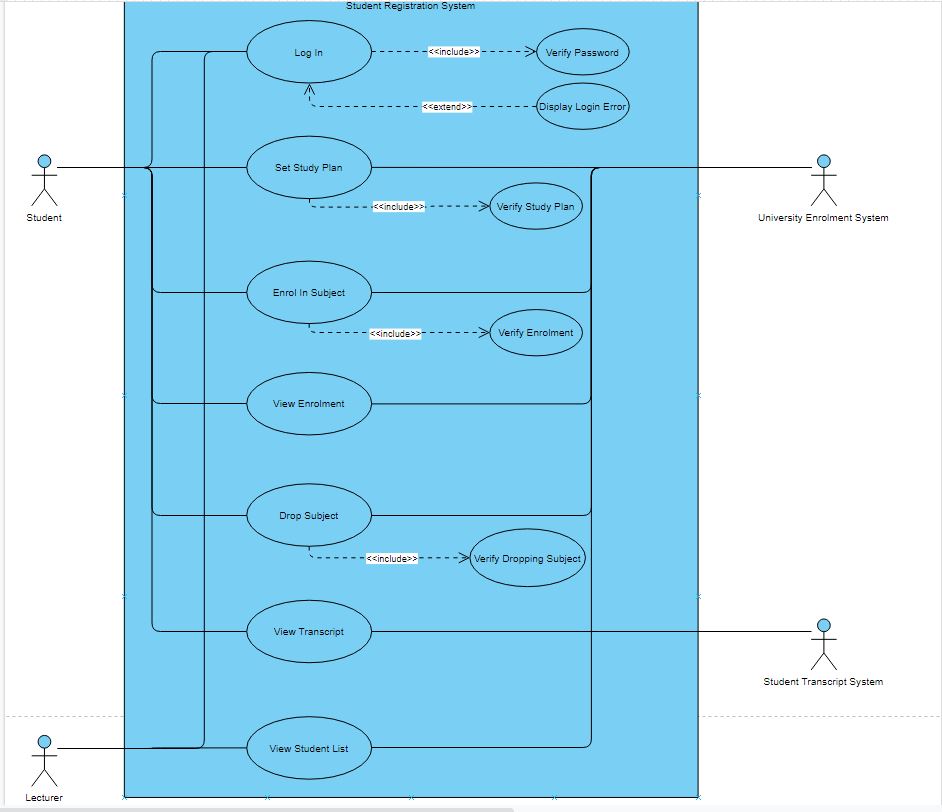 Student Registration System
Log In
<<include>>
Verify Password
<<extend>>
Display Login Error
Set Study Plan
<<include>>
Verify Study Plan
Student
University Enrolment System
Enrol In Subject
<<include>>
Verify Enrolment
View Enrolment
Drop Subject
<<include>>
Verify Dropping Subject
View Transcript
Student Transcript System
View Student List
Lecturer